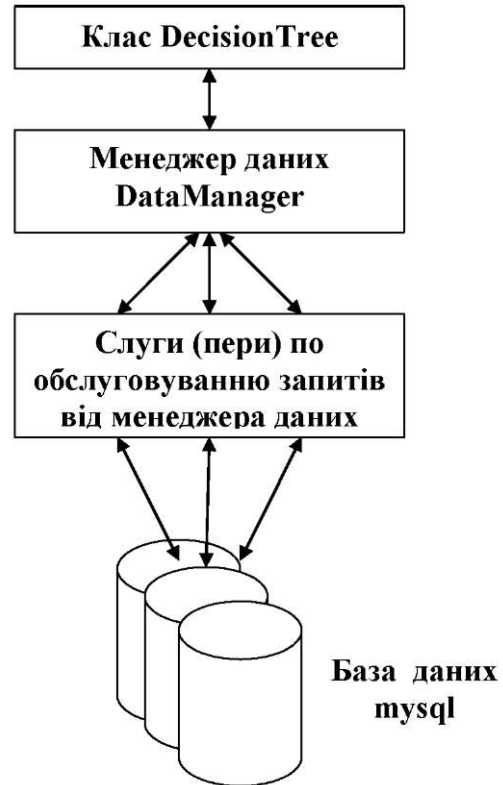 Клас DecisionTree
Менеджер даних
DataManager
Слуги (пери) по
обслуговуванню запитів
від менеджера даних
База даних
mysql